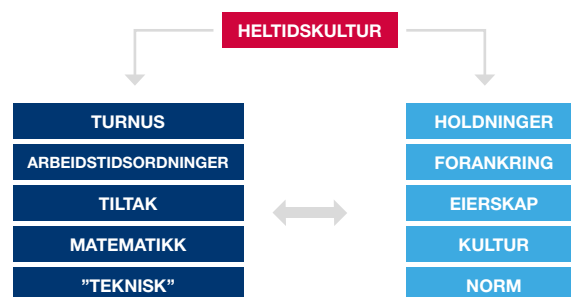 HELTIDSKULTUR
TURNUS
ARBEIDSTIDSORDNINGER
TILTAK
MATEMATIKK
”TEKNISK”
HOLDNINGER
FORANKRING
EIERSKAP
KULTUR
NORM